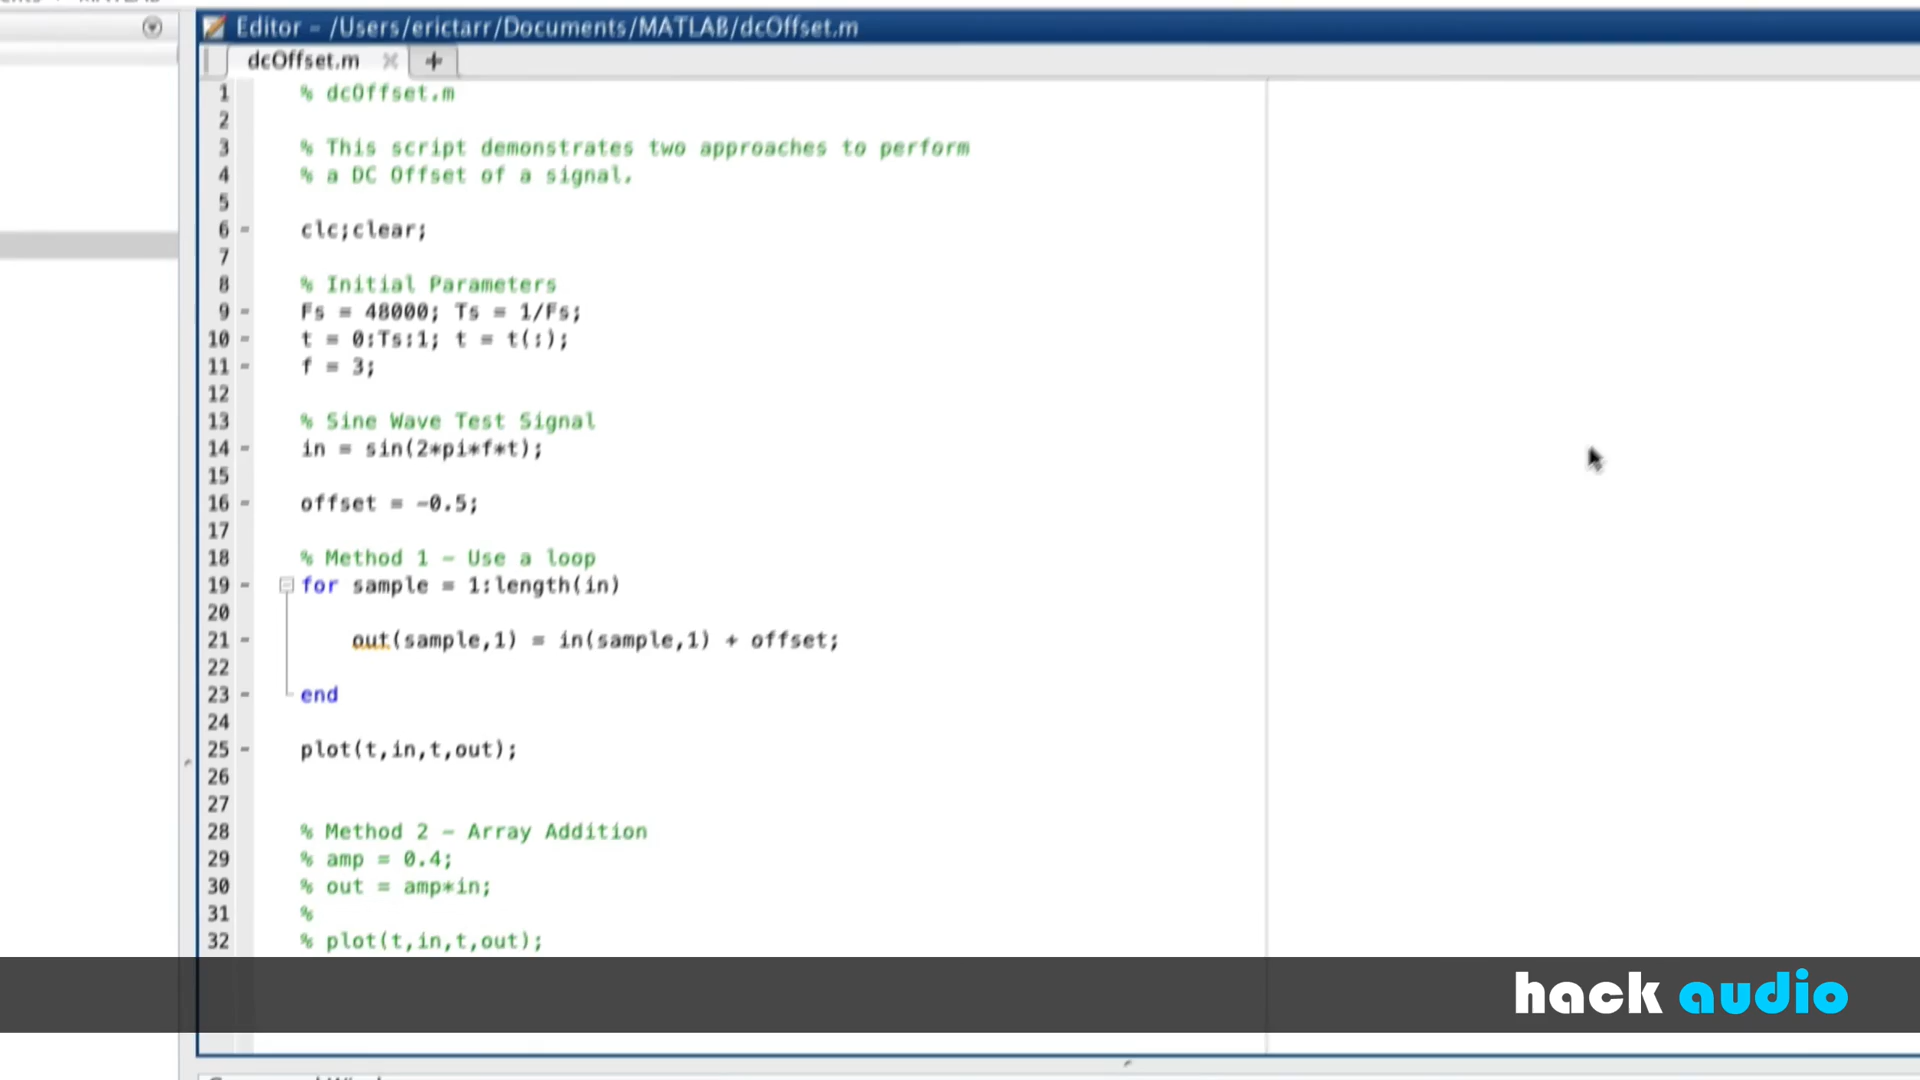 Editor – /Users/erictarr/Documents/MATLAB/dcOffset.m
dcOffset.m × +
1 % dcOffset.m
2
3 % This script demonstrates two approaches to perform
4 % a DC Offset of a signal.
5
6 - clc;clear;
7
8 % Initial Parameters
9 - Fs = 48000; Ts = 1/Fs;
10 - t = 0:Ts:1; t = t(:);
11 - f = 3;
12
13 % Sine Wave Test Signal
14 - in = sin(2*pi*f*t);
15
16 - offset = -0.5;
17
18 % Method 1 - Use a loop
19 - for sample = 1:length(in)
20
21 - out(sample,1) = in(sample,1) + offset;
22
23 - end
24
25 - plot(t,in,t,out);
26
27
28 % Method 2 - Array Addition
29 % amp = 0.4;
30 % out = amp*in;
31 %
32 % plot(t,in,t,out);
hack audio